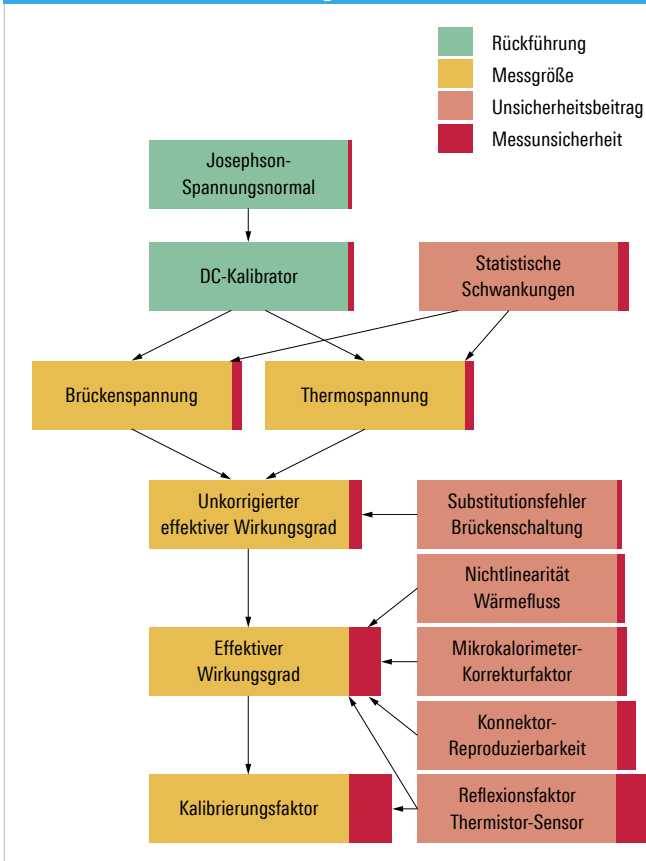 Rückführung
Messgröße
Unsicherheitsbeitrag
Messunsicherheit
Josephson-
Spannungsnormal
DC-Kalibrator
Statistische
Schwankungen
Brückenspannung
Thermospannung
Unkorrigierter
effektiver Wirkungsgrad
Substitutionsfehler
Brückenschaltung
Nichtlinearität
Wärmefluss
Effektiver
Wirkungsgrad
Mikrokalorimeter-
Korrekturfaktor
Konnektor-
Reproduzierbarkeit
Kalibrierungsfaktor
Reflexionsfaktor
Thermistor-Sensor